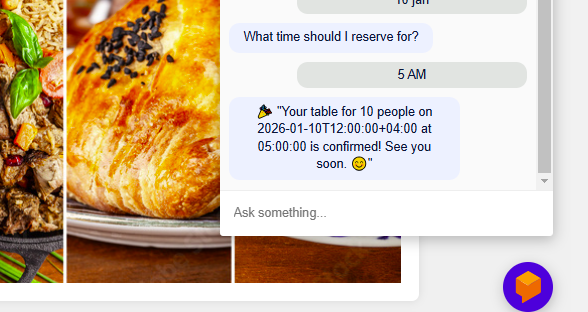 What time should I reserve for?
5 AM
🎉 "Your table for 10 people on
2026-01-10T12:00:00+04:00 at
05:00:00 is confirmed! See you
soon. 😊"
Ask something...